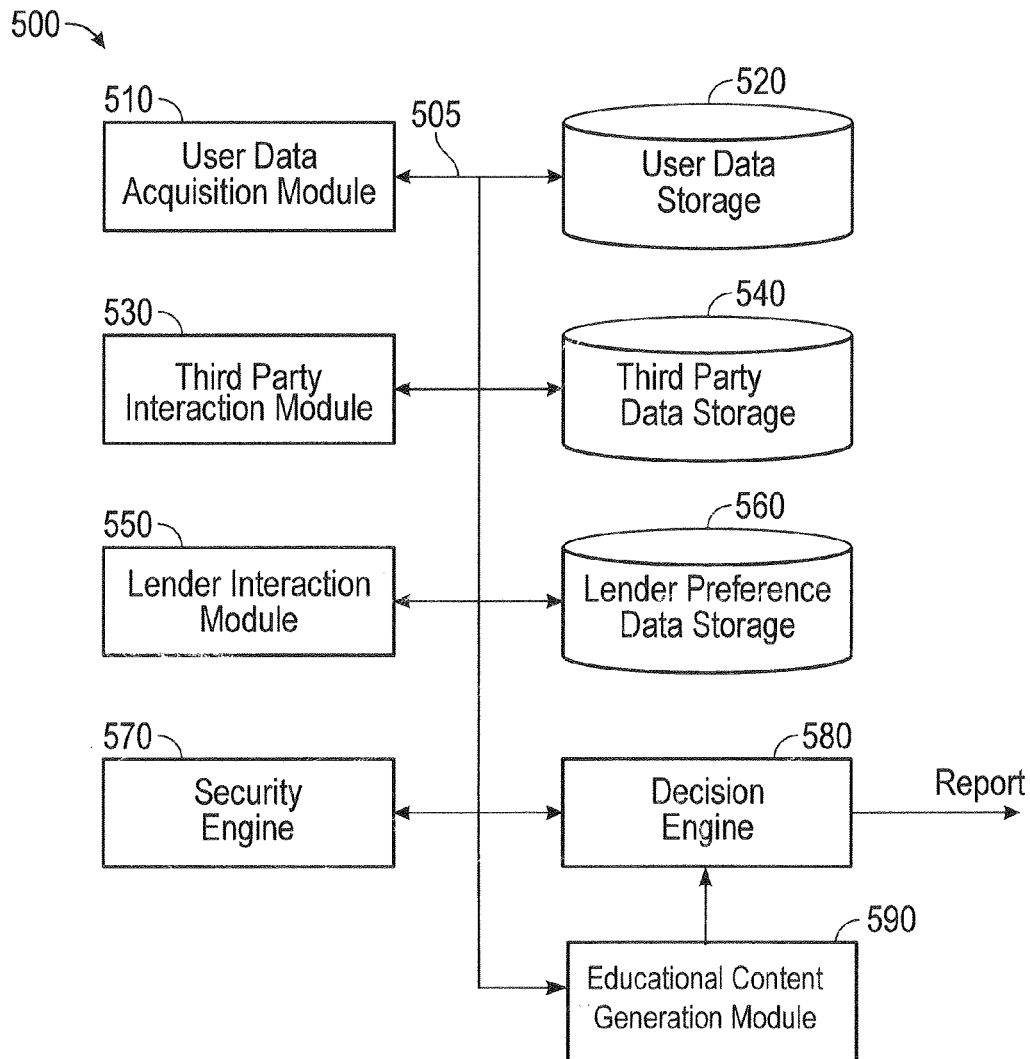 500
510
User Data
Acquisition Module
505
520
User Data
Storage
530
Third Party
Interaction Module
540
Third Party
Data Storage
550
Lender Interaction
Module
560
Lender Preference
Data Storage
570
Security
Engine
580
Decision
Engine
Report
590
Educational Content
Generation Module